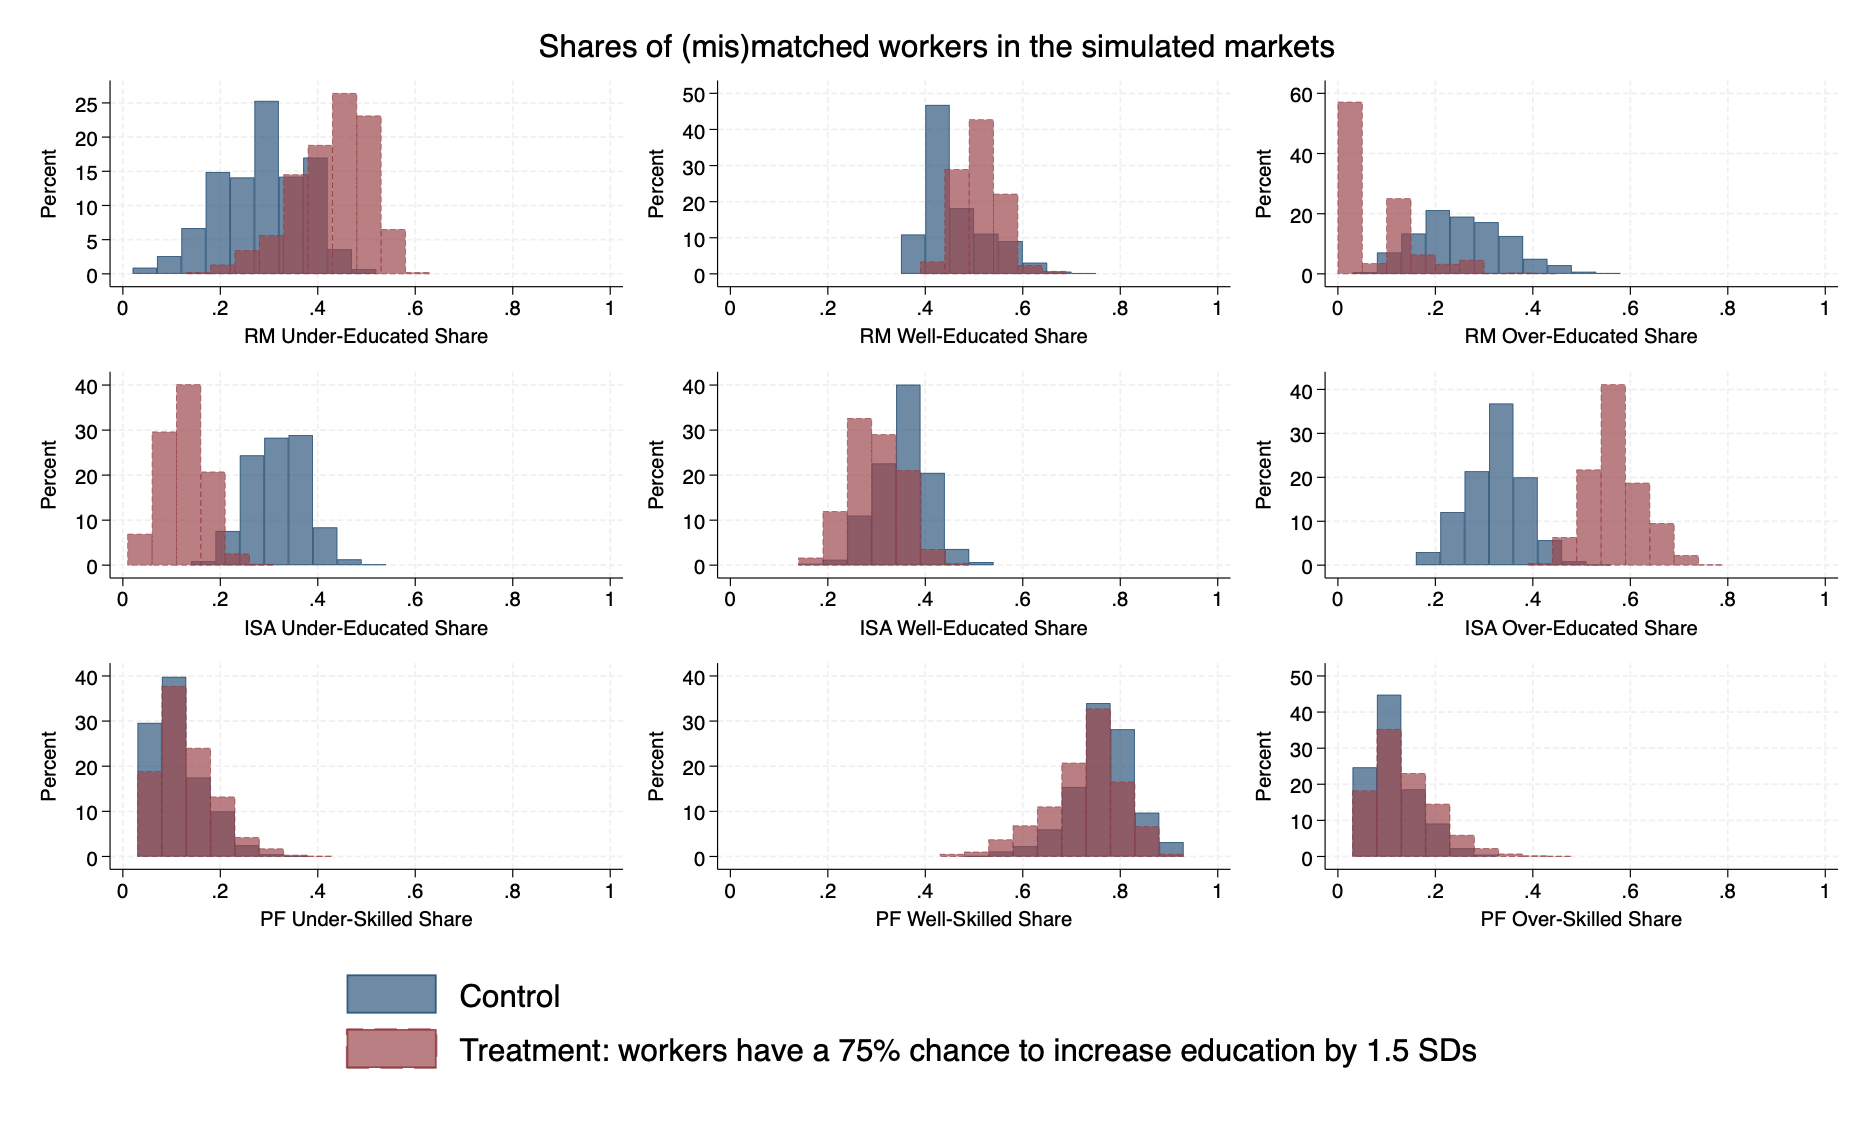 Shares of (mis)matched workers in the simulated markets
Percent
25
20
15
10
5
0
0 .2 .4 .6 .8 1
RM Under-Educated Share
Percent
50
40
30
20
10
0
0 .2 .4 .6 .8 1
RM Well-Educated Share
Percent
60
40
20
0
0 .2 .4 .6 .8 1
RM Over-Educated Share
Percent
40
30
20
10
0
0 .2 .4 .6 .8 1
ISA Under-Educated Share
Percent
40
30
20
10
0
0 .2 .4 .6 .8 1
ISA Well-Educated Share
Percent
40
30
20
10
0
0 .2 .4 .6 .8 1
ISA Over-Educated Share
Percent
40
30
20
10
0
0 .2 .4 .6 .8 1
PF Under-Skilled Share
Percent
40
30
20
10
0
0 .2 .4 .6 .8 1
PF Well-Skilled Share
Percent
50
40
30
20
10
0
0 .2 .4 .6 .8 1
PF Over-Skilled Share
Control
Treatment: workers have a 75% chance to increase education by 1.5 SDs